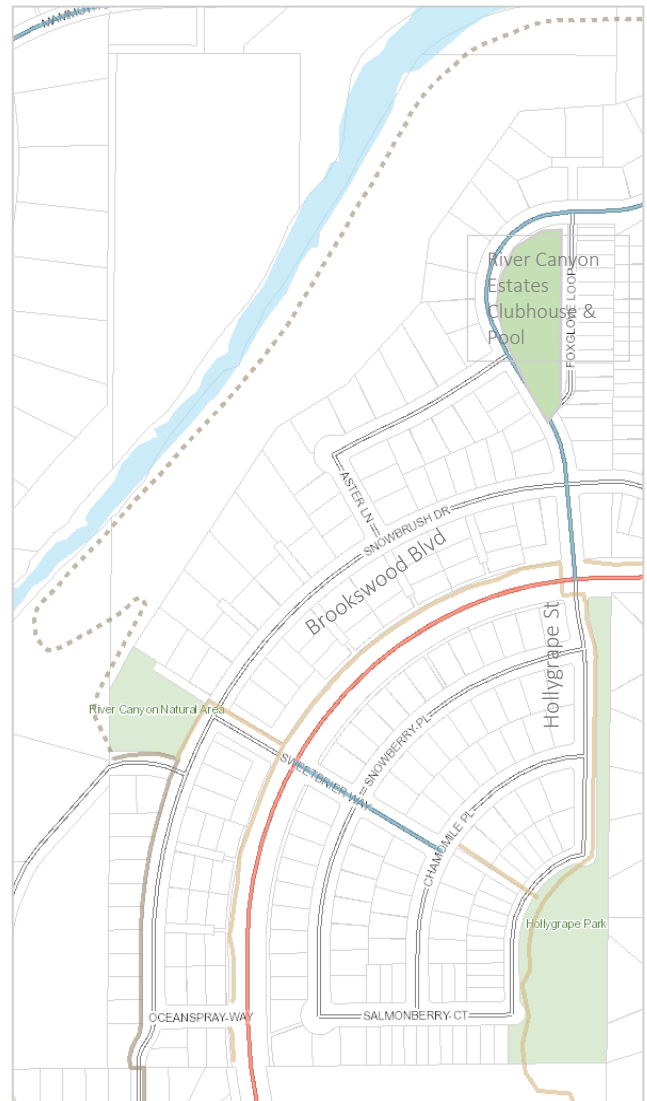 River Canyon
Estates
Clubhouse &
Pool
FOXGLOVE LOOP
ASTER LN
SNOWBRUSH DR
Brookswood Blvd
Hollygrape St
River Canyon Natural Area
SNOWBERRY PL
SWEETBRIER WAY
CHAMOMILE PL
Hollygrape Park
OCEANSPRAY WAY
SALMONBERRY CT